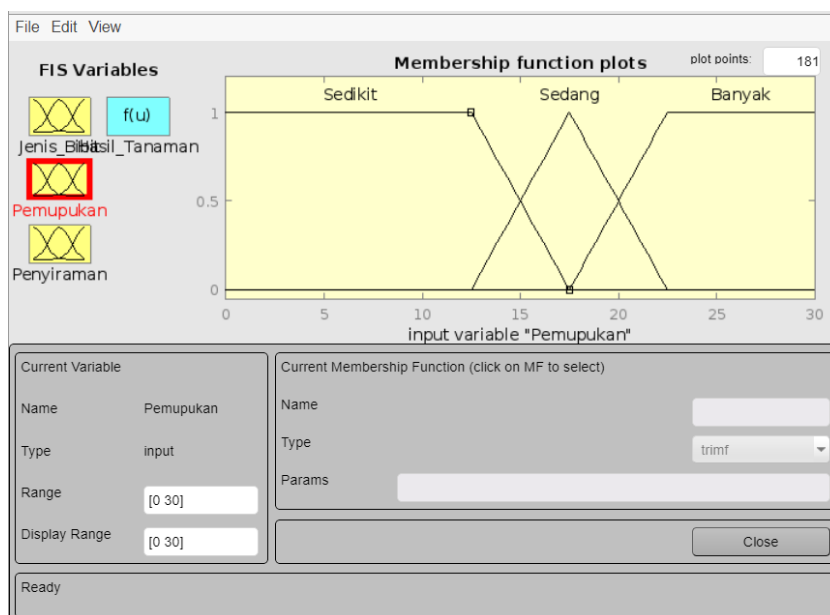 File Edit View
FIS Variables
Membership function plots
plot points: 181
f(u)
Jenis_Bibit
Hasil_Tanaman
Pemupukan
Penyiraman
Sedikit Sedang Banyak
1
0.5
0
0 5 10 15 20 25 30
input variable "Pemupukan"
Current Variable
Name Pemupukan
Type input
Range [0 30]
Display Range [0 30]
Current Membership Function (click on MF to select)
Name
Type trimf
Params
Close
Ready